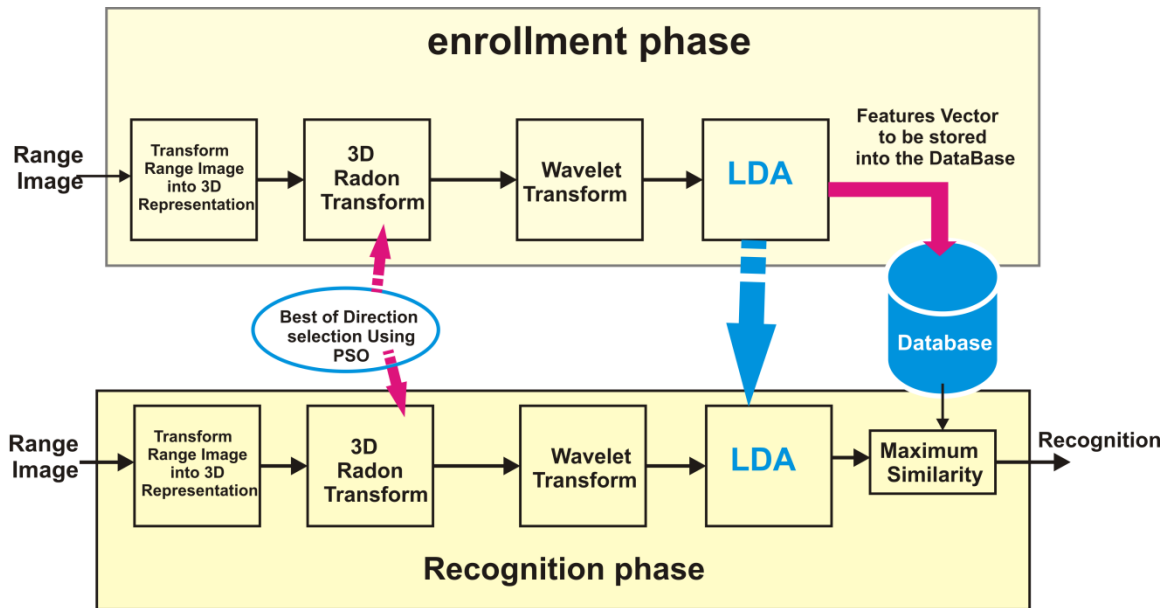 enrollment phase
Range
Image
Transform
Range Image
into 3D
Representation
3D
Radon
Transform
Wavelet
Transform
LDA
Features Vector
to be stored
into the DataBase
Best of Direction
selection Using
PSO
Database
Range
Image
Transform
Range Image
into 3D
Representation
3D
Radon
Transform
Wavelet
Transform
LDA
Maximum
Similarity
Recognition
Recognition phase